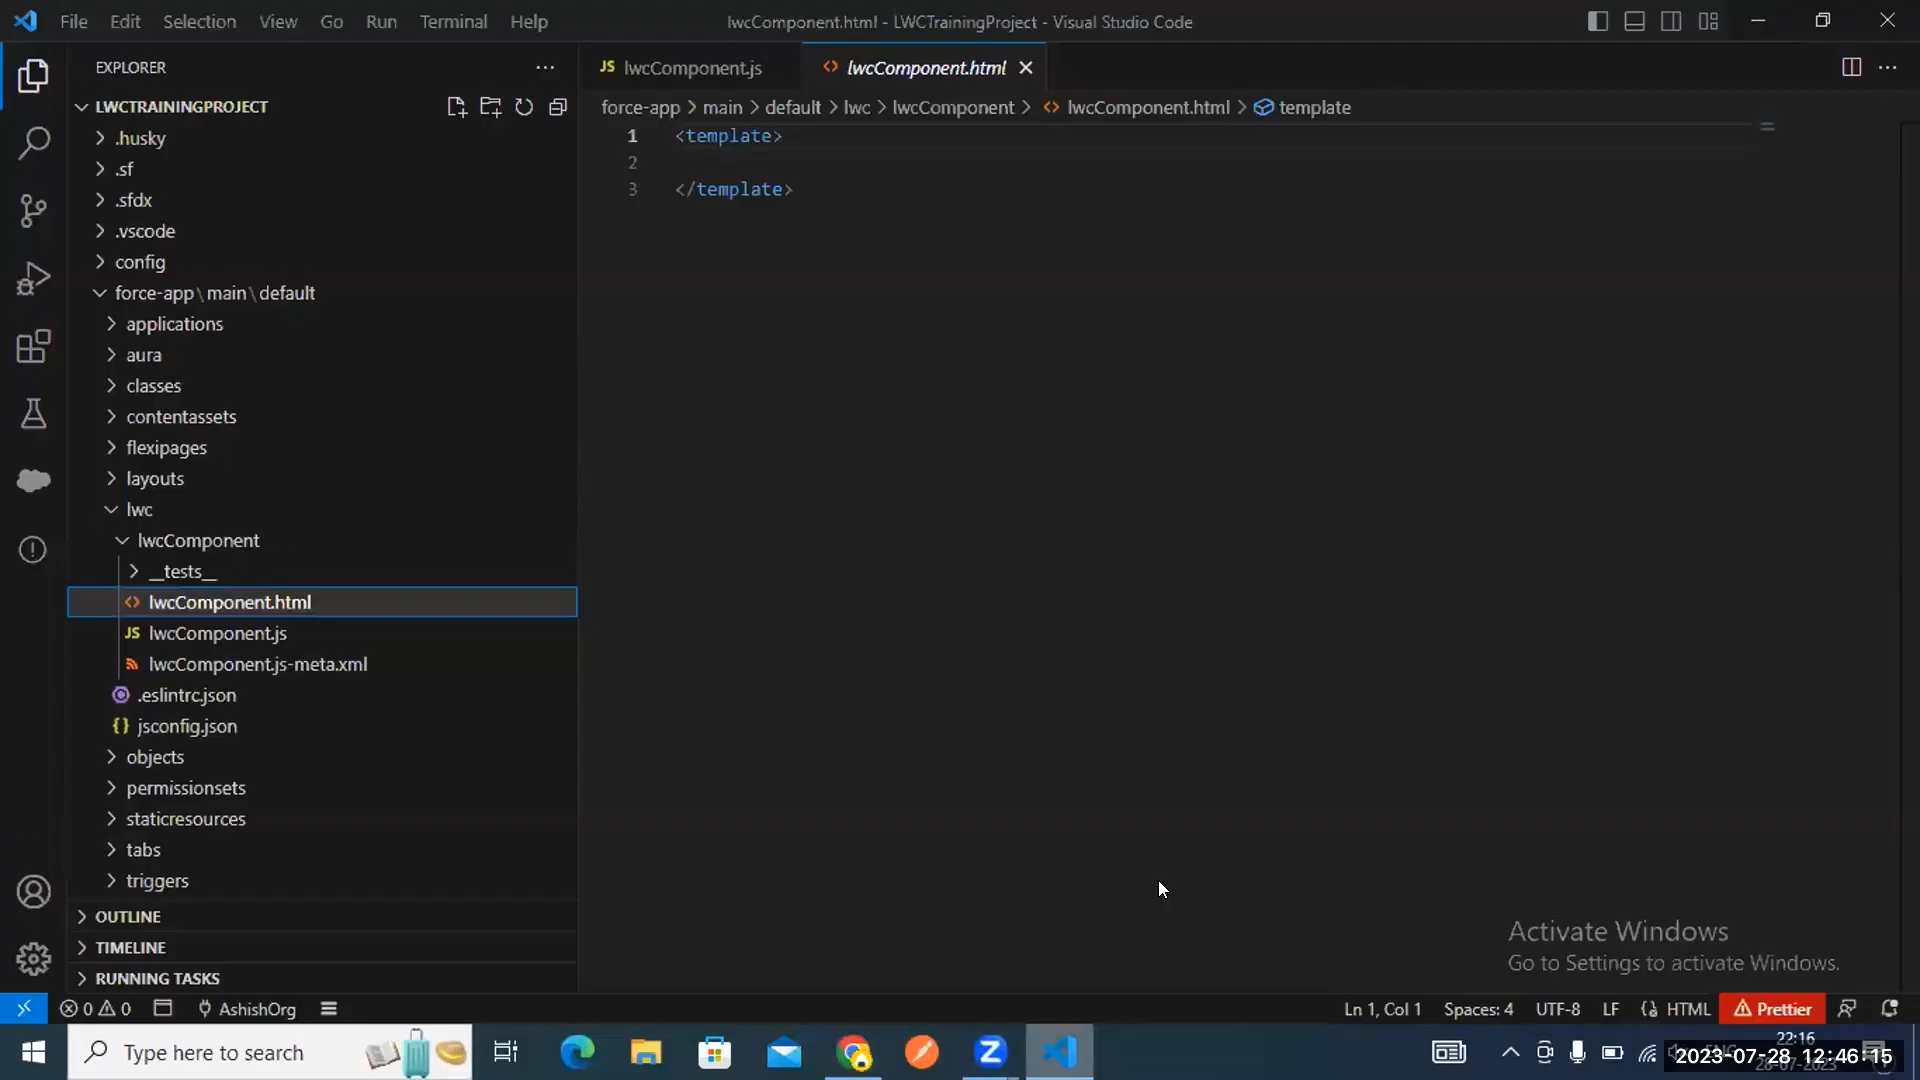 File Edit Selection View Go Run Terminal Help
lwcComponent.html - LWCTrainingProject - Visual Studio Code
EXPLORER
LWCTRAININGPROJECT
.husky
.sf
.sfdx
.vscode
config
force-app\main\default
applications
aura
classes
contentassets
flexipages
layouts
lwc
lwcComponent
__tests__
lwcComponent.html
JS lwcComponent.js
lwcComponent.js-meta.xml
.eslintrc.json
{} jsconfig.json
objects
permissionsets
staticresources
tabs
triggers
OUTLINE
TIMELINE
RUNNING TASKS
JS lwcComponent.js
<> lwcComponent.html
force-app > main > default > lwc > lwcComponent > <> lwcComponent.html > template
1 <template>
2
3 </template>
Activate Windows
Go to Settings to activate Windows.
0 0 AshishOrg
Ln 1, Col 1 Spaces: 4 UTF-8 LF {} HTML Prettier
Type here to search
22:16
2023-07-28 12:46:15